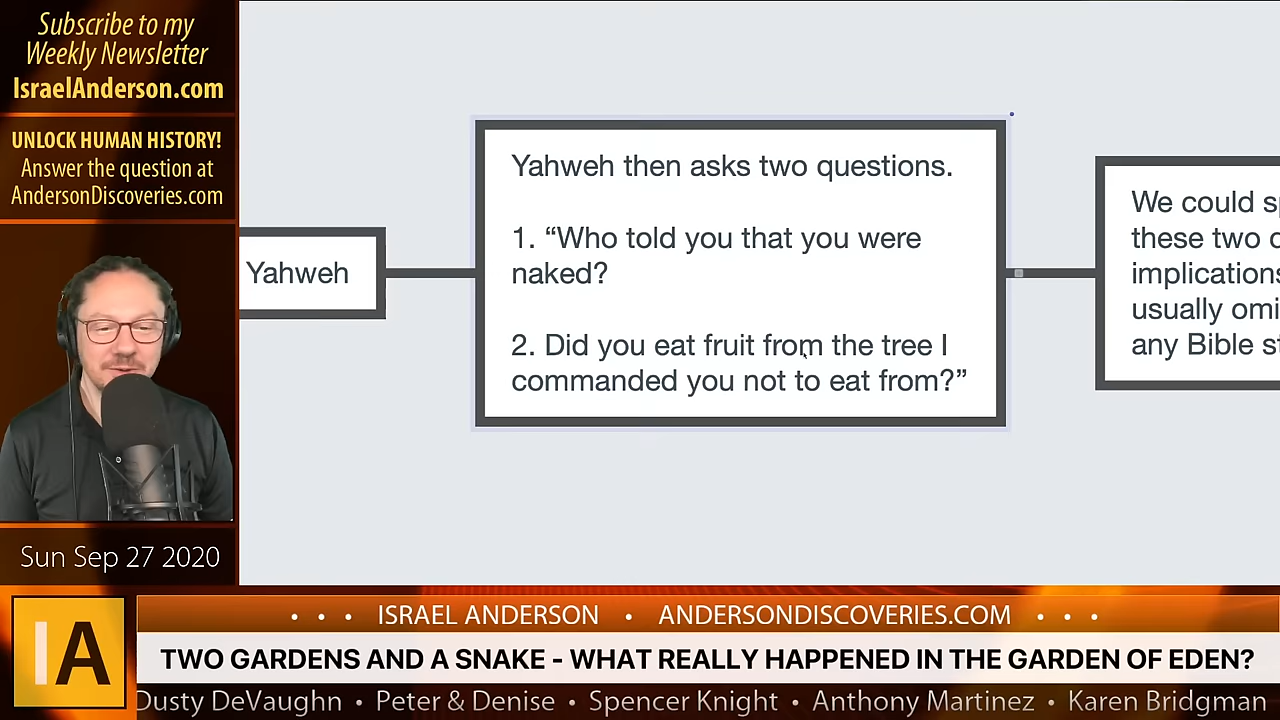 Subscribe to my
Weekly Newsletter
IsraelAnderson.com
UNLOCK HUMAN HISTORY!
Answer the question at
AndersonDiscoveries.com
Yahweh
Yahweh then asks two questions.
1. “Who told you that you were
naked?
2. Did you eat fruit from the tree I
commanded you not to eat from?”
We could
these two
implications
usually
any Bible
Sun Sep 27 2020
IA
• • • ISRAEL ANDERSON • ANDERSONDISCOVERIES.COM • • •
TWO GARDENS AND A SNAKE - WHAT REALLY HAPPENED IN THE GARDEN OF EDEN?
Dusty DeVaughn • Peter & Denise • Spencer Knight • Anthony Martinez • Karen Bridgman